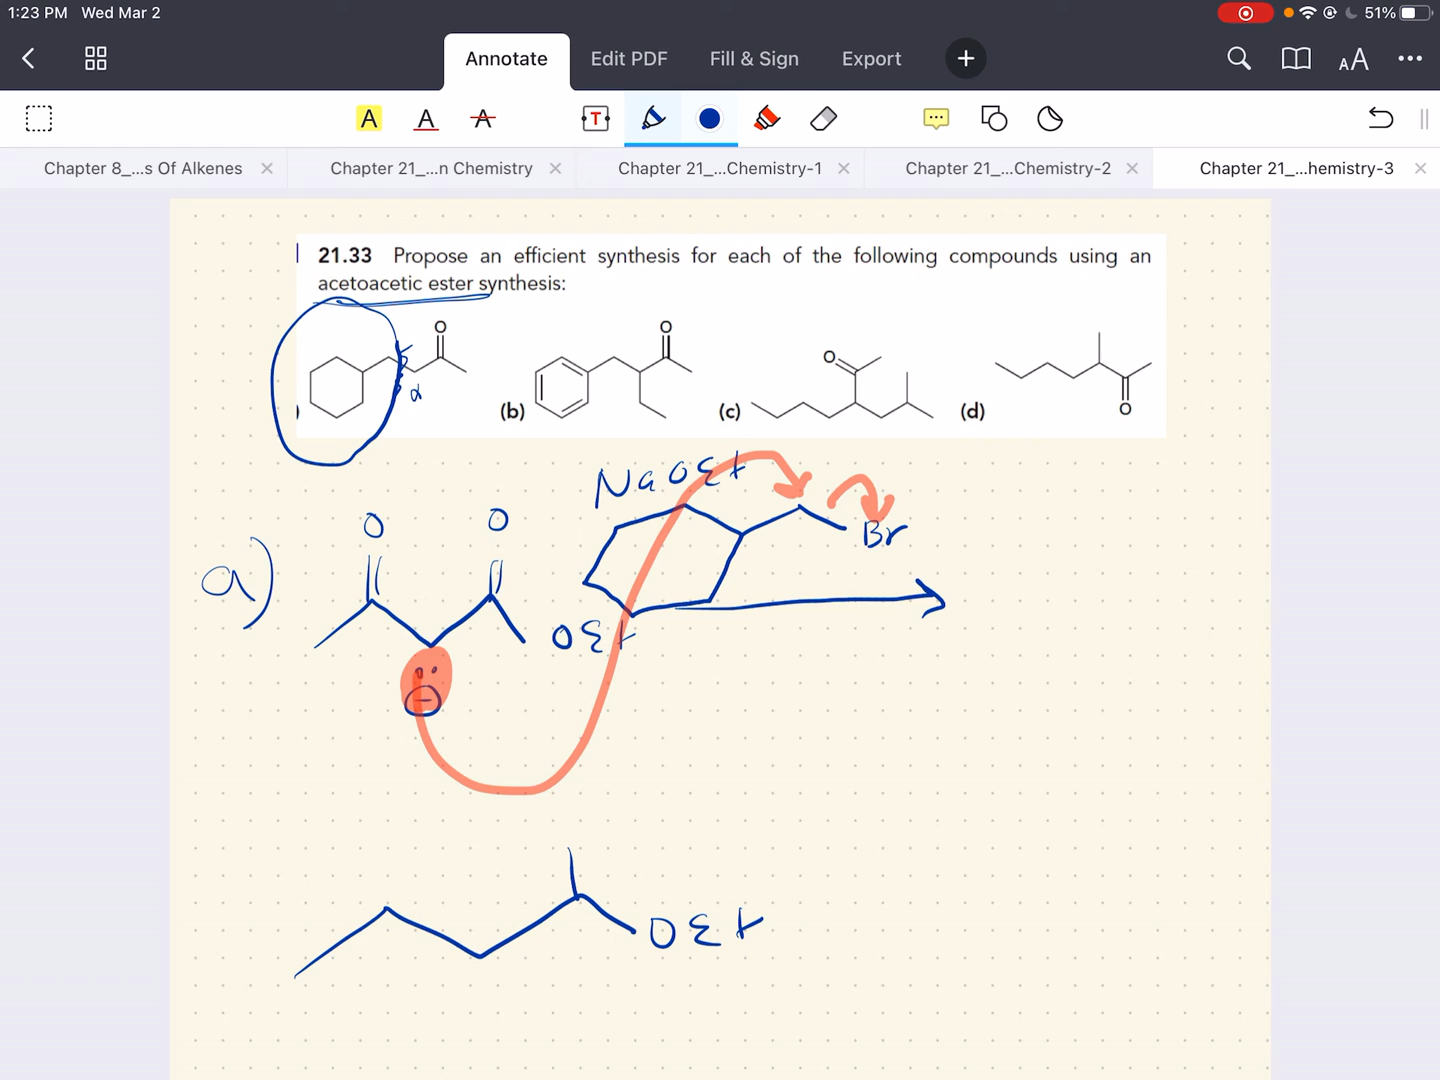 1:23 PM Wed Mar 2
51%
Annotate Edit PDF Fill & Sign Export
A A A T AA
Chapter 8_...s Of Alkenes
Chapter 21_...n Chemistry
Chapter 21_...Chemistry-1
Chapter 21_...Chemistry-2
Chapter 21_...hemistry-3
21.33 Propose an efficient synthesis for each of the following compounds using an
acetoacetic ester synthesis:
O O O
α
) (b) (c) (d) O
NaOEt
O O
Br
a)
OEt
⊖
OEt